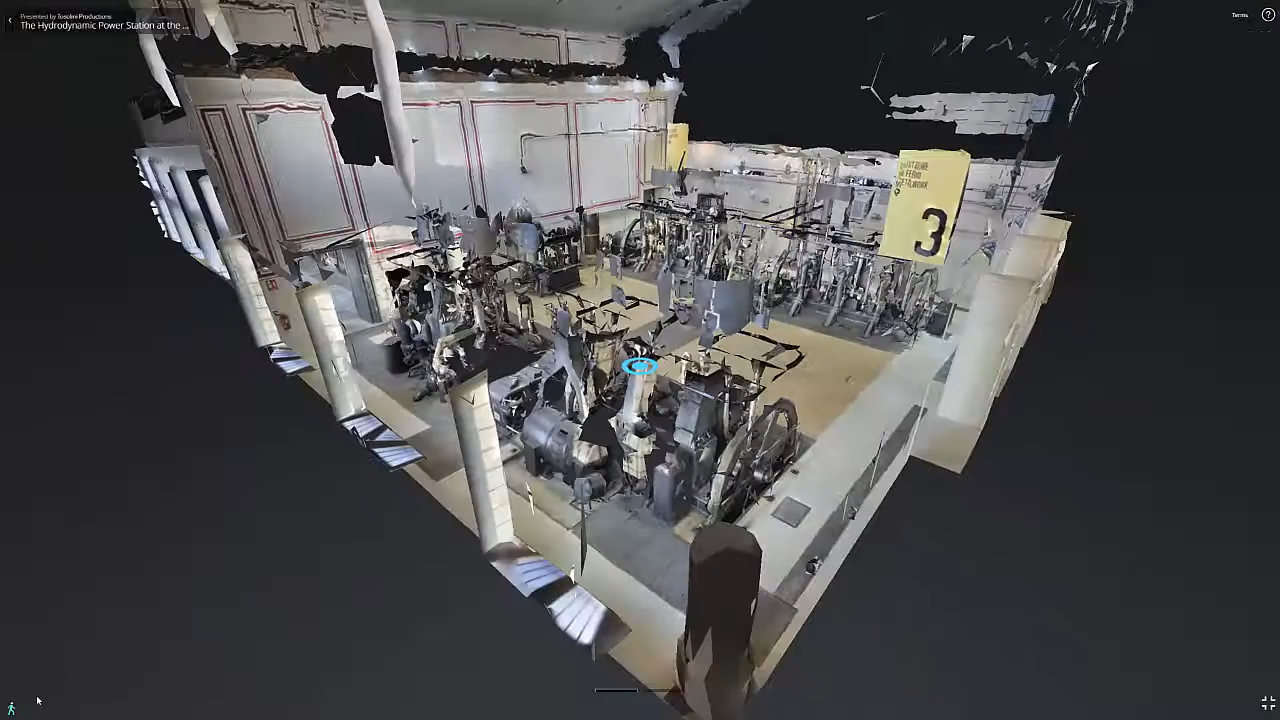 Presented by Tosolini Productions
The Hydrodynamic Power Station at the ...
Terms
3